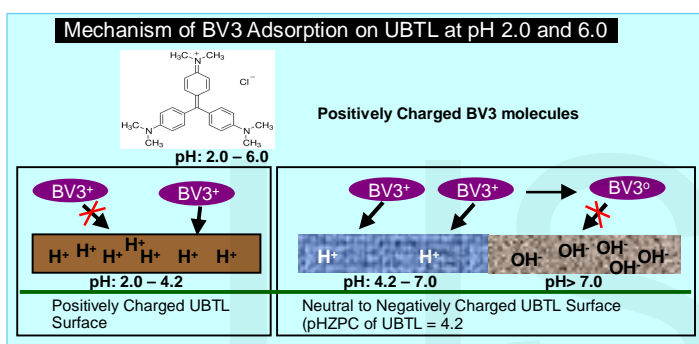 Mechanism of BV3 Adsorption on UBTL at pH 2.0 and 6.0
H₃C N⁺ CH₃
Cl⁻
H₃C N CH₃
N CH₃
CH₃
Positively Charged BV3 molecules
pH: 2.0 – 6.0
BV3⁺ BV3⁺
H⁺ H⁺ H⁺ H⁺ H⁺ H⁺ H⁺
pH: 2.0 – 4.2
Positively Charged UBTL
Surface
BV3⁺ BV3⁺ BV3⁰
H⁺ H⁺ OH⁻ OH⁻ OH⁻ OH⁻ OH⁻
pH: 4.2 – 7.0 pH> 7.0
Neutral to Negatively Charged UBTL Surface
(pHZPC of UBTL = 4.2